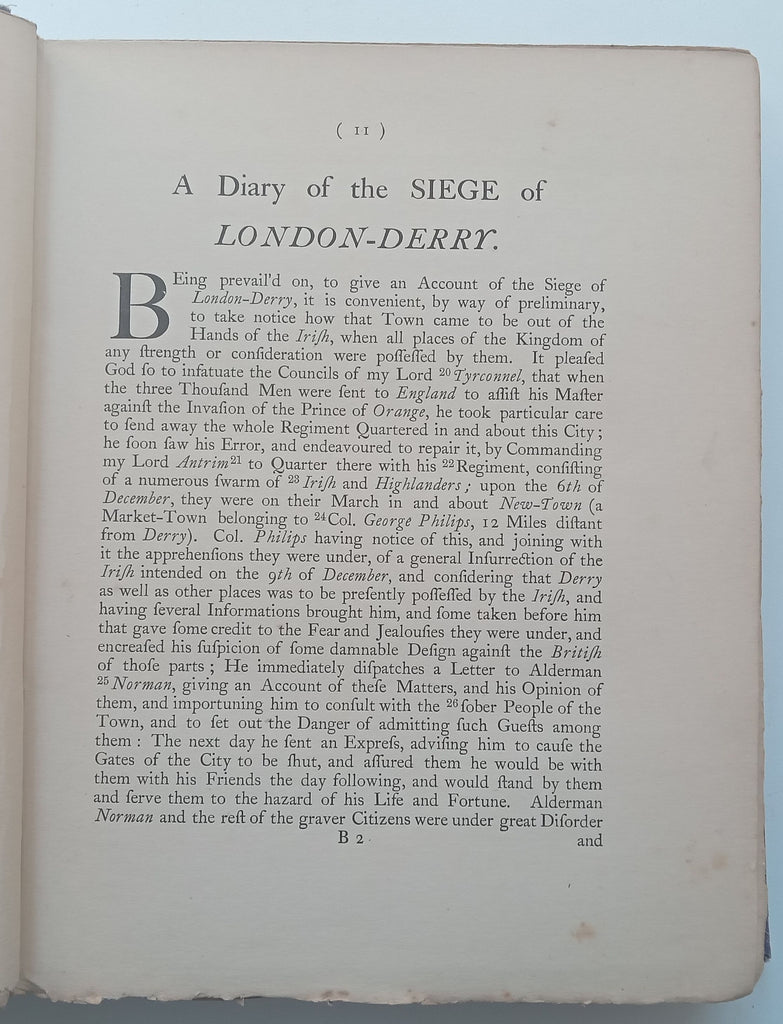 ( 11 )
A Diary of the SIEGE of
LONDON-DERRY.
BEing prevail'd on, to give an Account of the Siege of
London-Derry, it is convenient, by way of preliminary,
to take notice how that Town came to be out of the
Hands of the Iriſh, when all places of the Kingdom of
any ſtrength or conſideration were poſſeſſed by them. It pleaſed
God ſo to infatuate the Councils of my Lord ²⁰Tyrconnel, that when
the three Thouſand Men were ſent to England to aſſiſt his Maſter
againſt the Invaſion of the Prince of Orange, he took particular care
to ſend away the whole Regiment Quartered in and about this City;
he ſoon ſaw his Error, and endeavoured to repair it, by Commanding
my Lord Antrim²¹ to Quarter there with his ²²Regiment, conſiſting
of a numerous ſwarm of ²³Iriſh and Highlanders; upon the 6th of
December, they were on their March in and about New-Town (a
Market-Town belonging to ²⁴Col. George Philips, 12 Miles diſtant
from Derry). Col. Philips having notice of this, and joining with
it the apprehenſions they were under, of a general Inſurrection of the
Iriſh intended on the 9th of December, and conſidering that Derry
as well as other places was to be preſently poſſeſſed by the Iriſh, and
having ſeveral Informations brought him, and ſome taken before him
that gave ſome credit to the Fear and Jealouſies they were under, and
encreaſed his ſuſpicion of ſome damnable Deſign againſt the Britiſh
of thoſe parts; He immediately diſpatches a Letter to Alderman
²⁵Norman, giving an Account of theſe Matters, and his Opinion of
them, and importuning him to conſult with the ²⁶ſober People of the
Town, and to ſet out the Danger of admitting ſuch Gueſts among
them: The next day he ſent an Expreſs, adviſing him to cauſe the
Gates of the City to be ſhut, and aſſured them he would be with
them with his Friends the day following, and would ſtand by them
and ſerve them to the hazard of his Life and Fortune. Alderman
Norman and the reſt of the graver Citizens were under great Diſorder
B 2
and